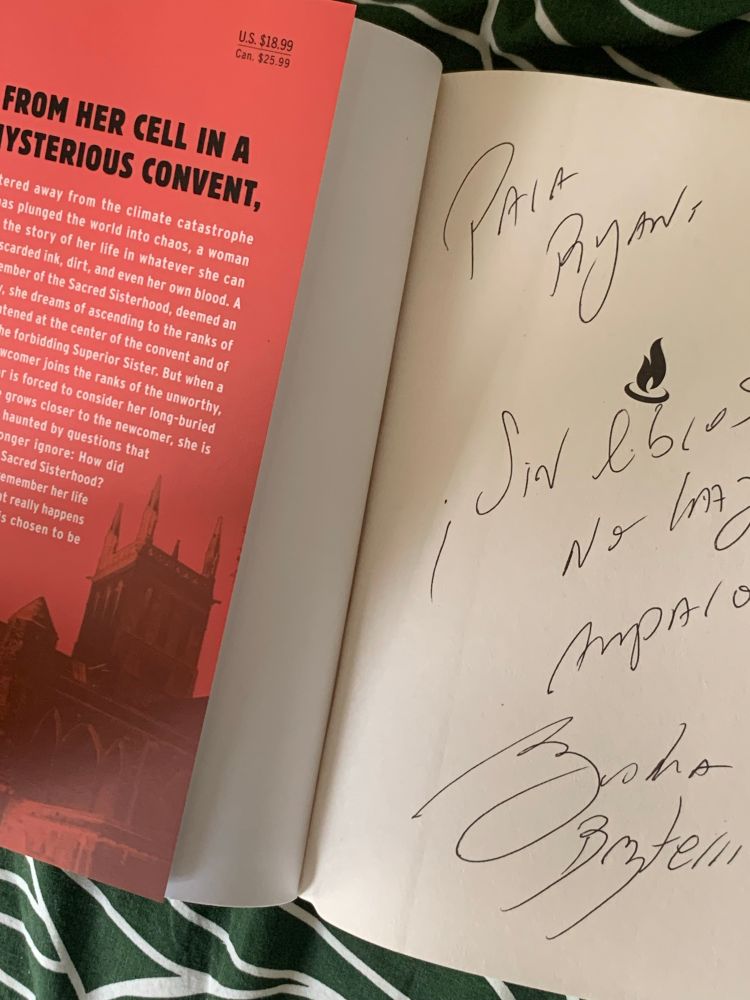 U.S. $18.99
Can. $25.99
FROM HER CELL IN A
MYSTERIOUS CONVENT,
tered away from the climate catastrophe
has plunged the world into chaos, a woman
the story of her life in whatever she can
scarded ink, dirt, and even her own blood. A
ember of the Sacred Sisterhood, deemed an
y, she dreams of ascending to the ranks of
tened at the center of the convent and of
he forbidding Superior Sister. But when a
wcomer joins the ranks of the unworthy,
r is forced to consider her long-buried
grows closer to the newcomer, she is
haunted by questions that
onger ignore: How did
Sacred Sisterhood?
emember her life
at really happens
is chosen to be
PARA
RYAN,
¡Sin libros
No hay
amparo